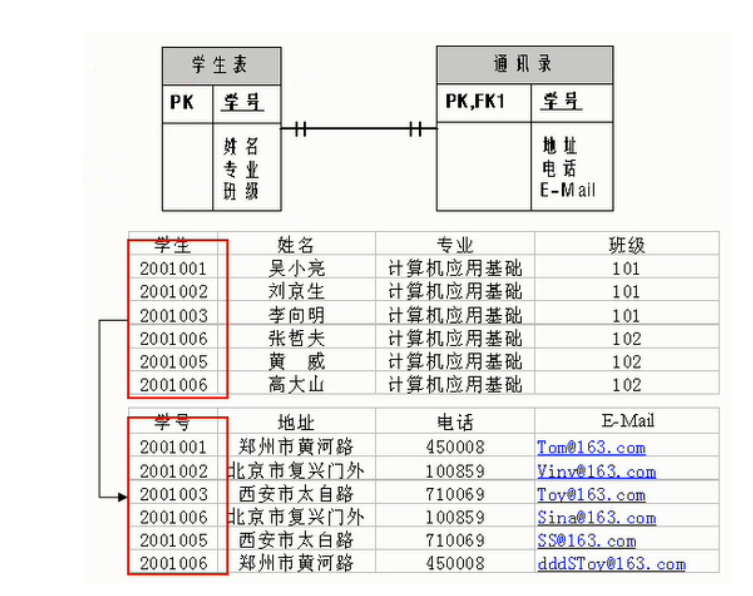 学生表 通讯录
PK 学号 PK,FK1 学号
姓名 地址
专业 电话
班级 E-Mail
学生 姓名 专业 班级
2001001 吴小亮 计算机应用基础 101
2001002 刘京生 计算机应用基础 101
2001003 李向明 计算机应用基础 101
2001006 张哲夫 计算机应用基础 102
2001005 黄 威 计算机应用基础 102
2001006 高大山 计算机应用基础 102
学号 地址 电话 E-Mail
2001001 郑州市黄河路 450008 Tom@163.com
2001002 北京市复兴门外 100859 Vinv@163.com
2001003 西安市太白路 710069 Tov@163.com
2001006 北京市复兴门外 100859 Sina@163.com
2001005 西安市太白路 710069 SS@163.com
2001006 郑州市黄河路 450008 dddSTov@163.com